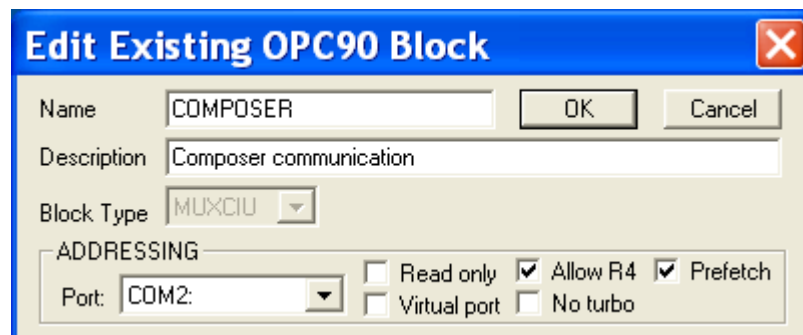 Edit Existing OPC90 Block
Name COMPOSER OK Cancel
Description Composer communication
Block Type MUXCIU
ADDRESSING
Port: COM2: Read only Allow R4 Prefetch
Virtual port No turbo